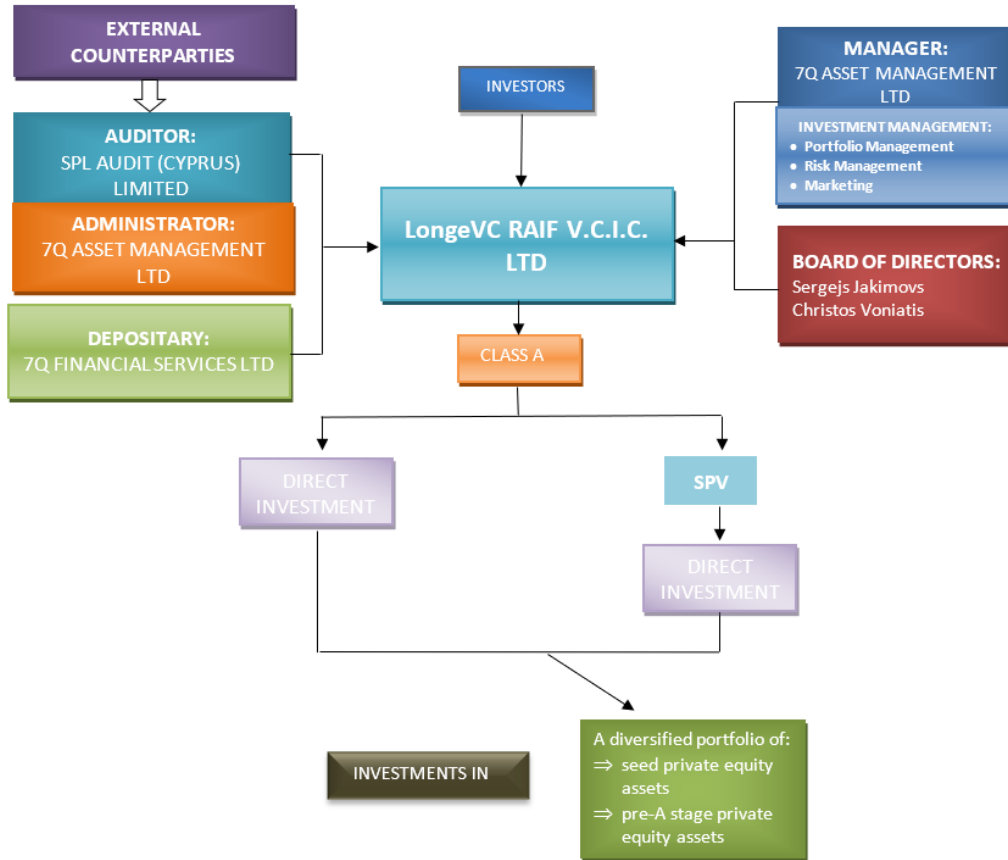 EXTERNAL
COUNTERPARTIES
AUDITOR:
SPL AUDIT (CYPRUS)
LIMITED
ADMINISTRATOR:
7Q ASSET MANAGEMENT
LTD
DEPOSITARY:
7Q FINANCIAL SERVICES LTD
INVESTORS
LongeVC RAIF V.C.I.C.
LTD
CLASS A
MANAGER:
7Q ASSET MANAGEMENT
LTD
INVESTMENT MANAGEMENT:
• Portfolio Management
• Risk Management
• Marketing
BOARD OF DIRECTORS:
Sergejs Jakimovs
Christos Voniatis
DIRECT
INVESTMENT
SPV
DIRECT
INVESTMENT
INVESTMENTS IN
A diversified portfolio of:
⇒ seed private equity
assets
⇒ pre-A stage private
equity assets